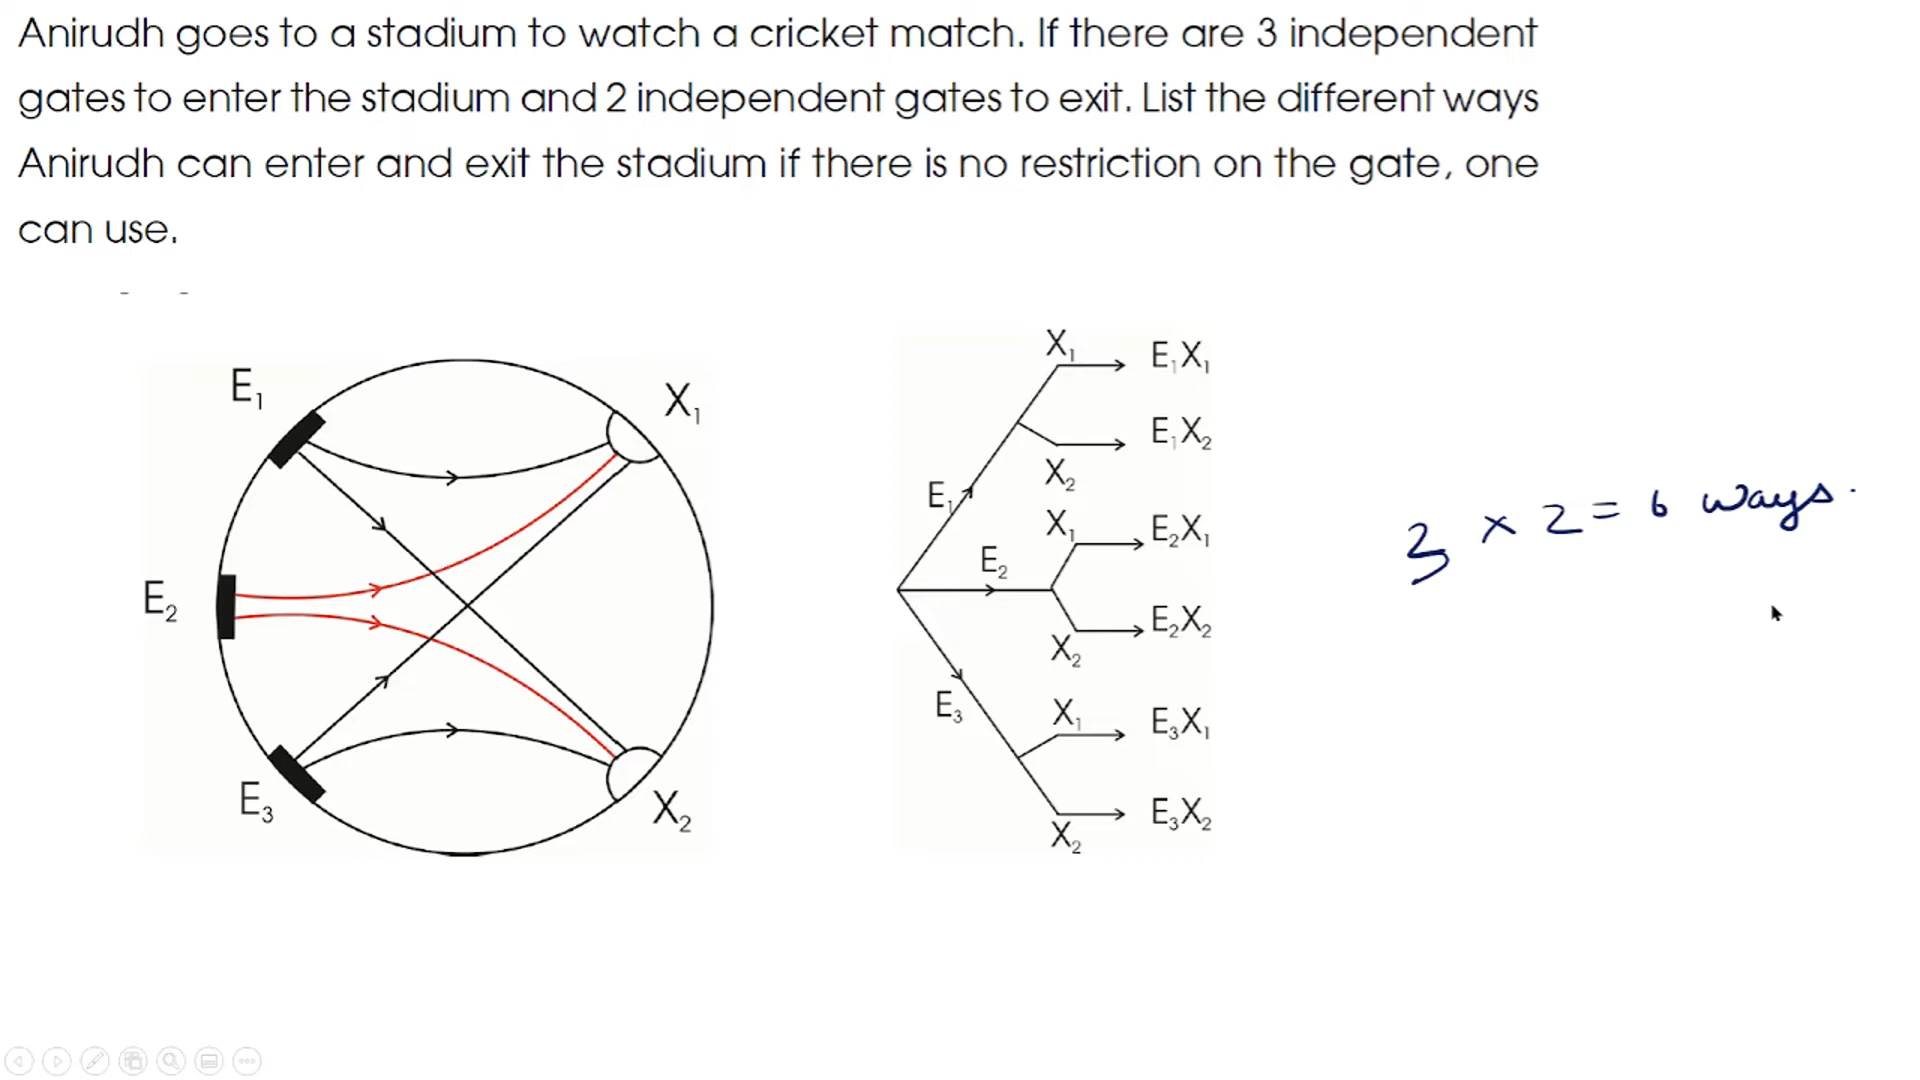 Anirudh goes to a stadium to watch a cricket match. If there are 3 independent
gates to enter the stadium and 2 independent gates to exit. List the different ways
Anirudh can enter and exit the stadium if there is no restriction on the gate, one
can use.
E₁
X₁
E₂
E₃
X₂
X₁
E₁X₁
E₁X₂
X₂
E₁
X₁
E₂X₁
E₂
E₂X₂
X₂
E₃
X₁
E₃X₁
E₃X₂
X₂
3 × 2 = 6 ways.